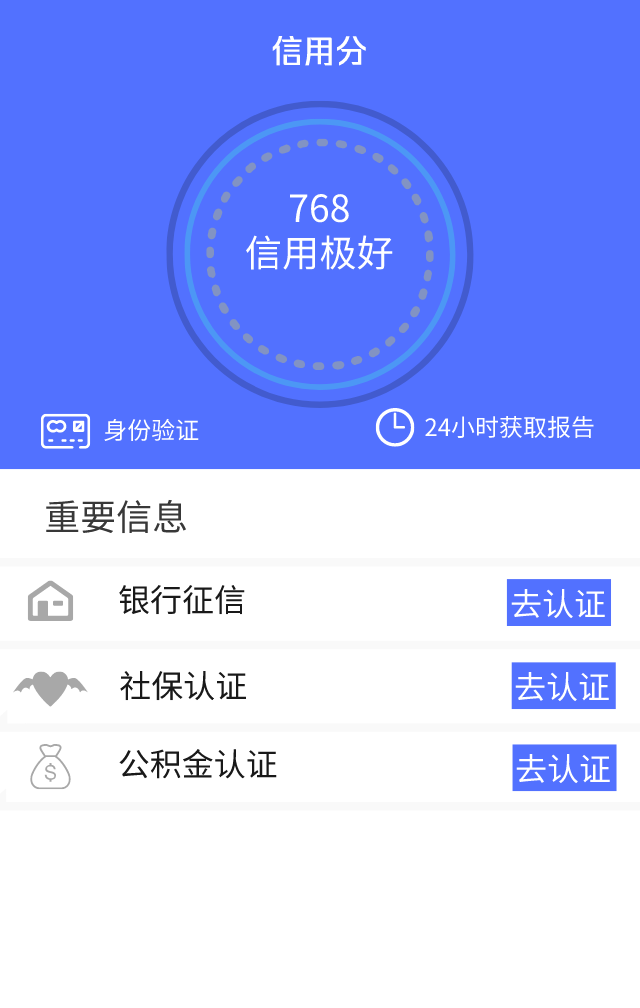 信用分
768
信用极好
身份验证
24小时获取报告
重要信息
银行征信
去认证
社保认证
去认证
公积金认证
去认证